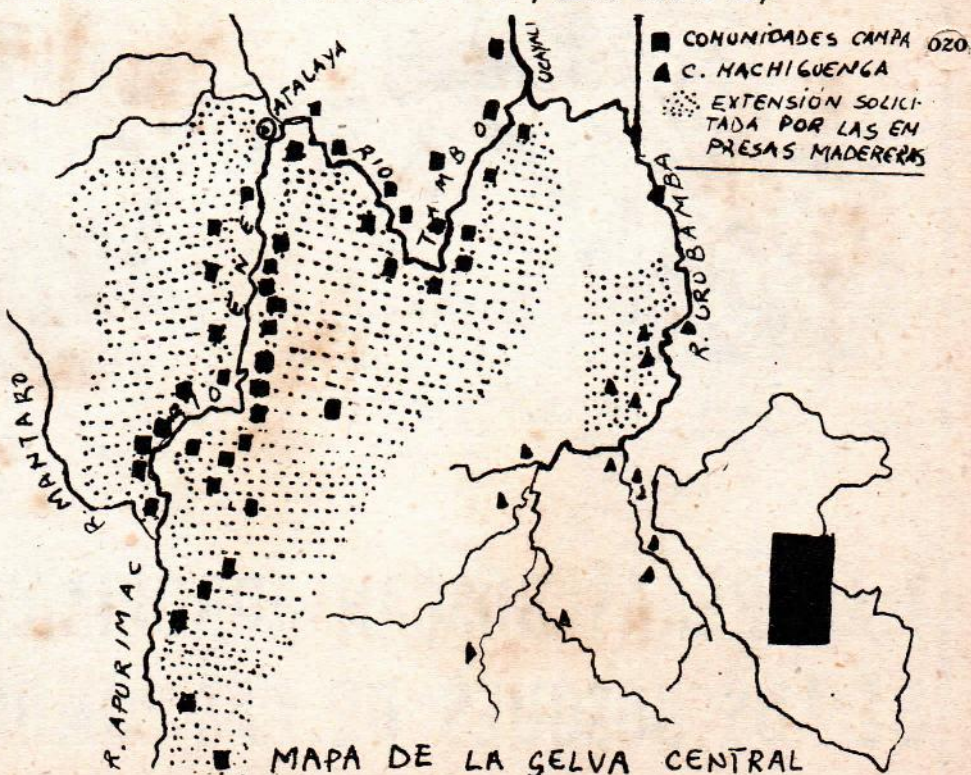 COMUNIDADES CAMPA
OZO
C. MACHIGUENGA
EXTENSIÓN SOLICI-
TADA POR LAS EM
PRESAS MADERERAS
UCAYALI
ATALAYA
RIO TAMBO
RIO ENE
R. URUBAMBA
R. MANTARO
R. APURIMAC
MAPA DE LA SELVA CENTRAL